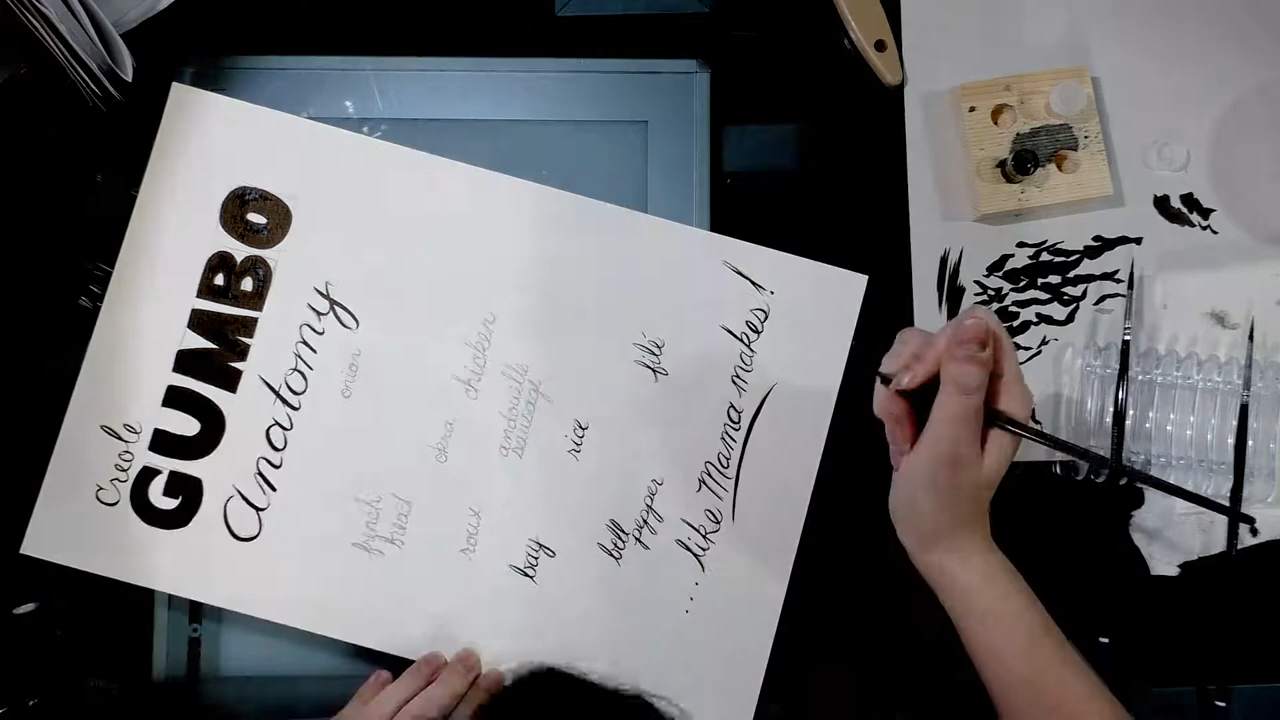 Creole
GUMBO
Anatomy
onion
french
bread
okra
chicken
roux
andouille
sausage
bay
rice
filé
bell
pepper
... like Mama makes!